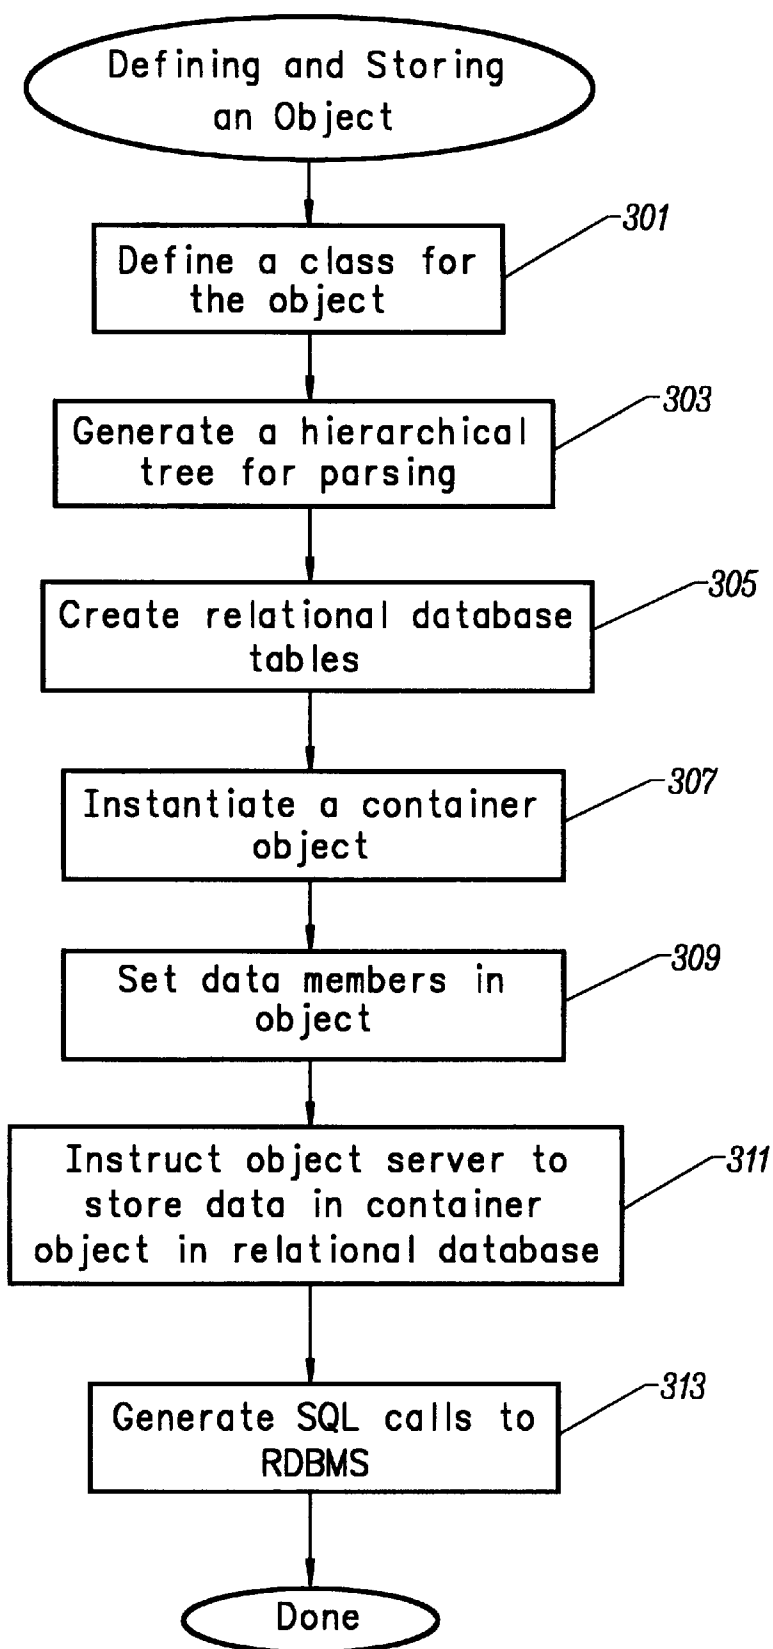 Defining and Storing
an Object
301
Define a class for
the object
303
Generate a hierarchical
tree for parsing
305
Create relational database
tables
307
Instantiate a container
object
309
Set data members in
object
311
Instruct object server to
store data in container
object in relational database
313
Generate SQL calls to
RDBMS
Done